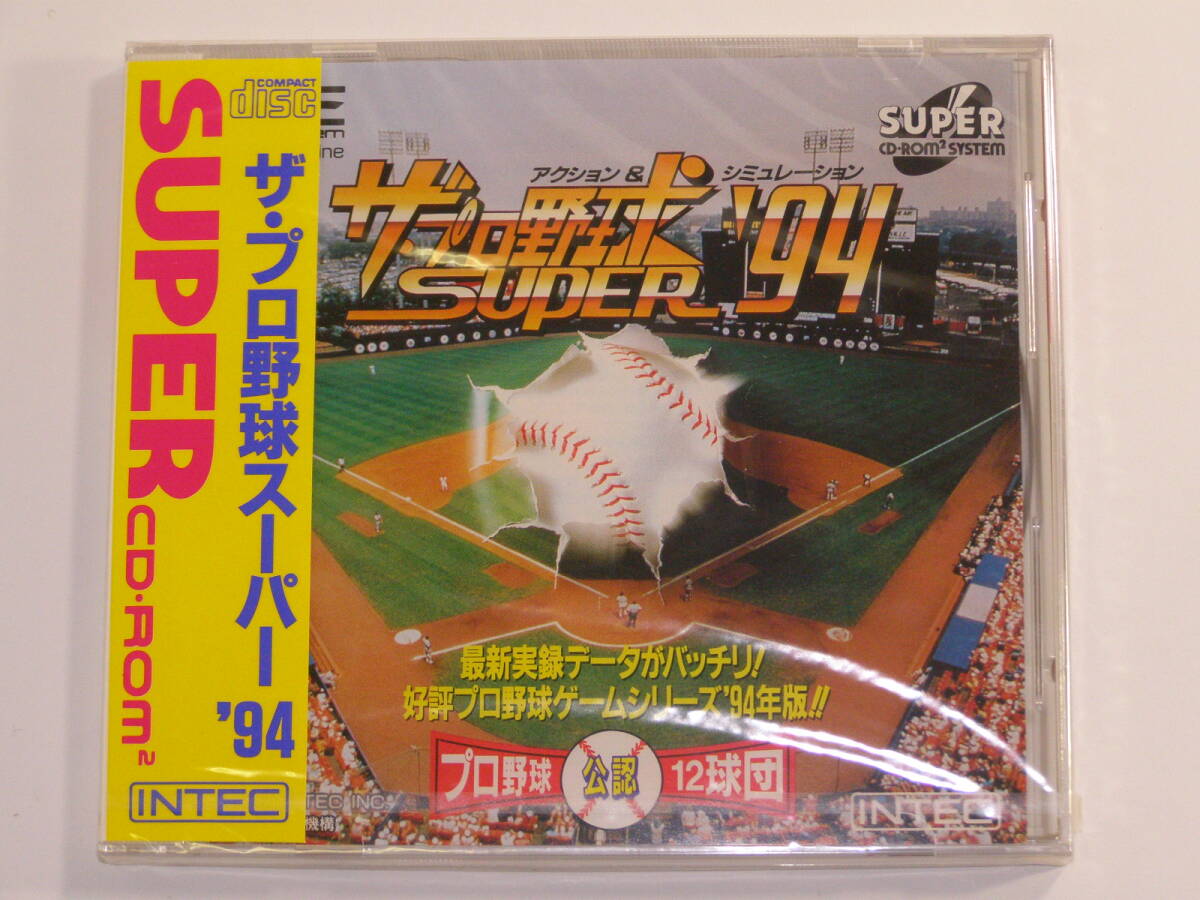 COMPACT
disc
SUPER CD-ROM²
ザ・プロ野球スーパー'94
INTEC
SUPER
CD-ROM² SYSTEM
アクション& シミュレーション
ザ・プロ野球
SUPER
'94
最新実録データがバッチリ!
好評プロ野球ゲームシリーズ'94年版!!
プロ野球 公認 12球団
INTEC
機構